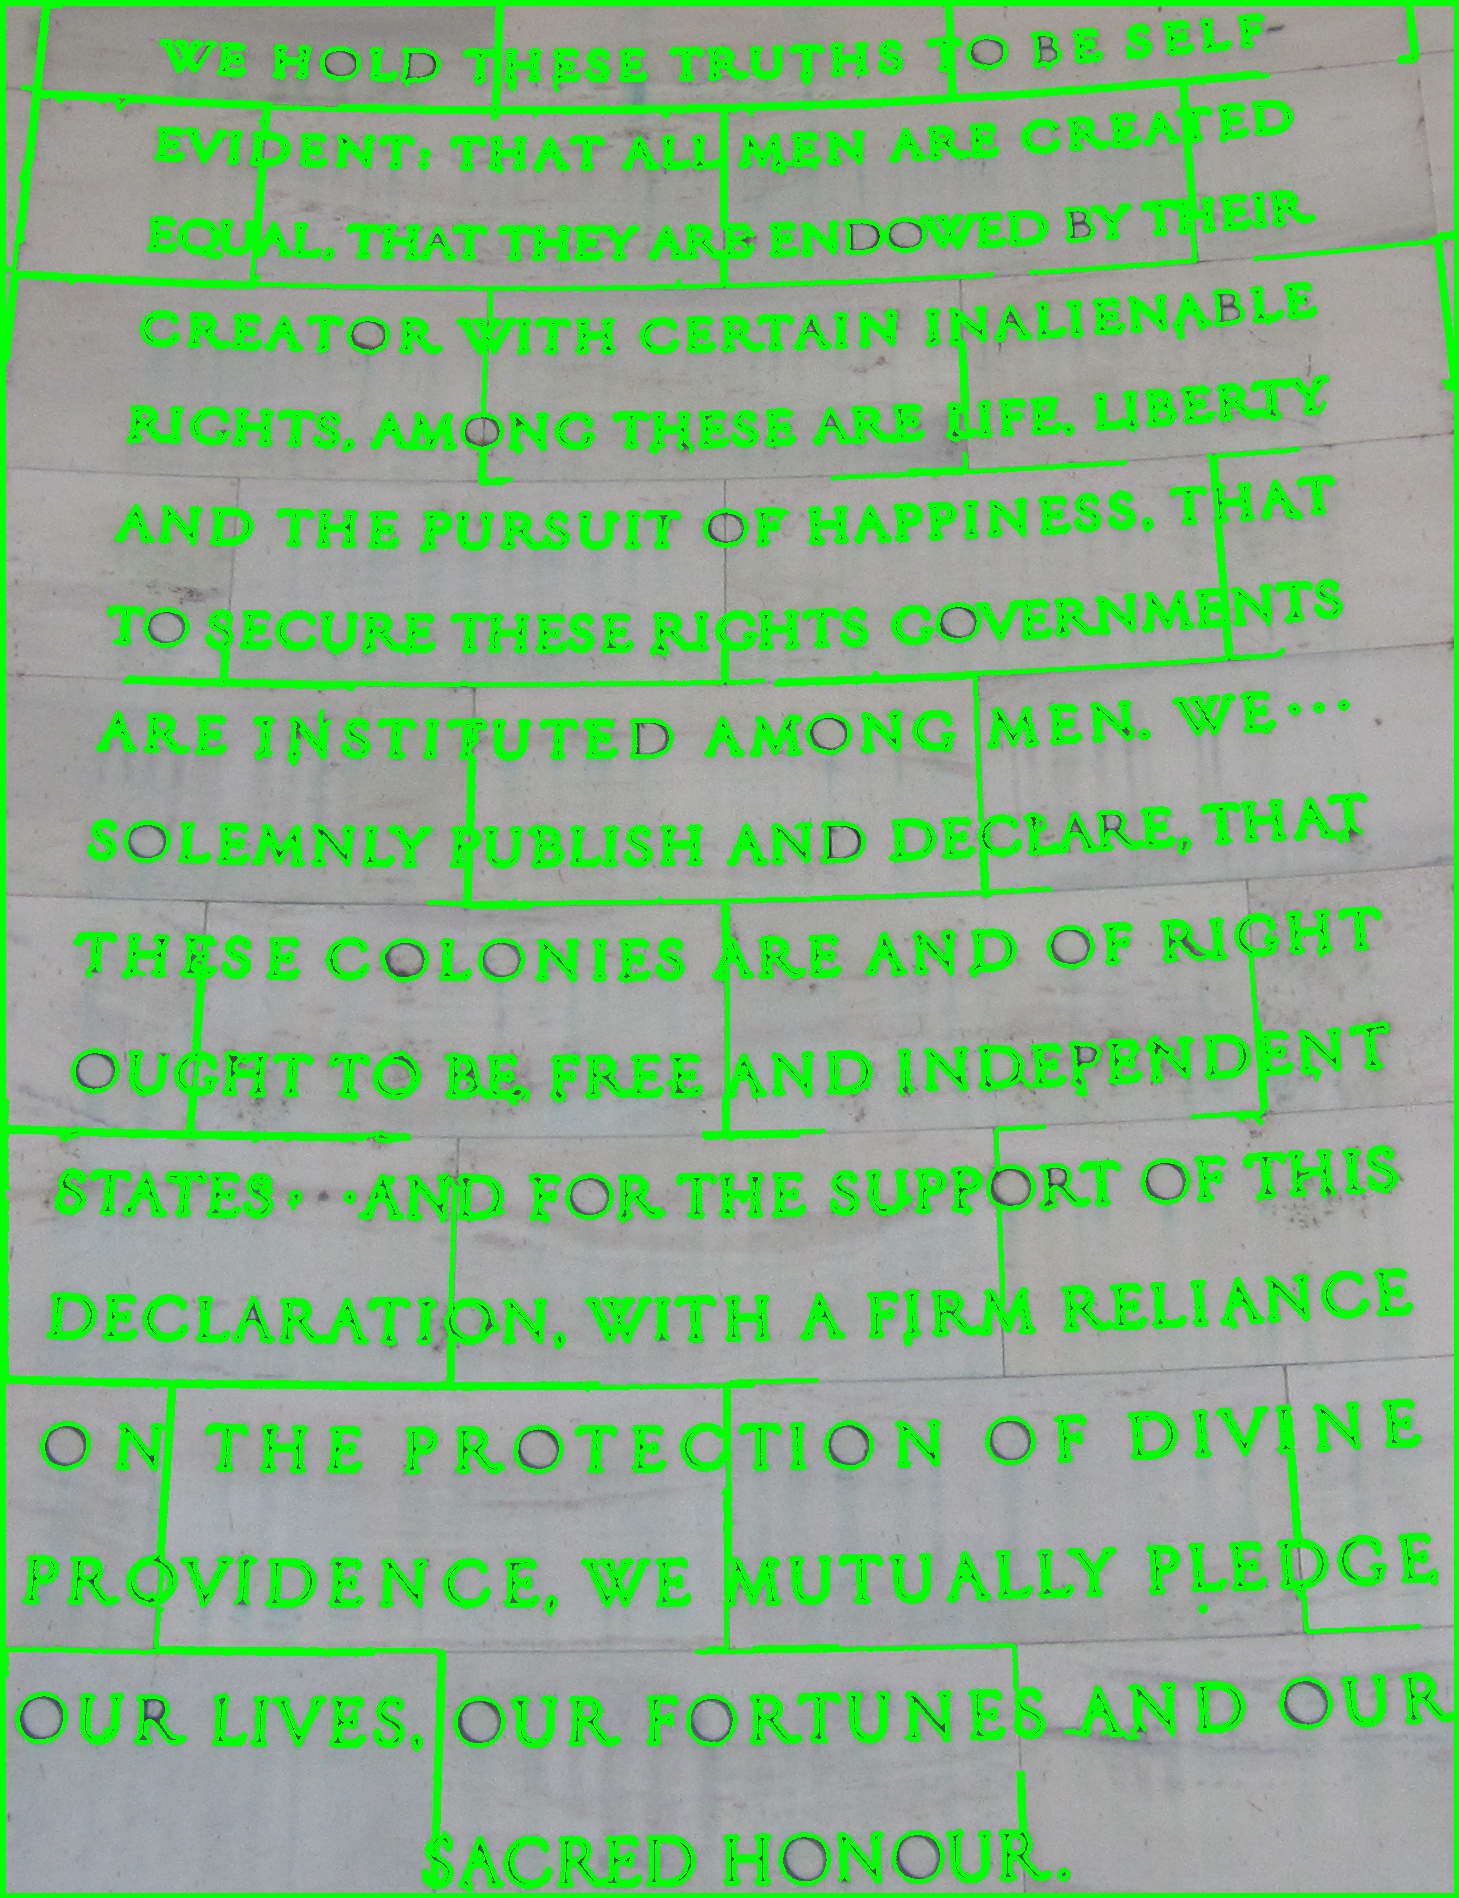 WE HOLD THESE TRUTHS TO BE SELF-
EVIDENT: THAT ALL MEN ARE CREATED
EQUAL, THAT THEY ARE ENDOWED BY THEIR
CREATOR WITH CERTAIN INALIENABLE
RIGHTS, AMONG THESE ARE LIFE, LIBERTY
AND THE PURSUIT OF HAPPINESS, THAT
TO SECURE THESE RIGHTS GOVERNMENTS
ARE INSTITUTED AMONG MEN. WE···
SOLEMNLY PUBLISH AND DECLARE, THAT
THESE COLONIES ARE AND OF RIGHT
OUGHT TO BE FREE AND INDEPENDENT
STATES···AND FOR THE SUPPORT OF THIS
DECLARATION, WITH A FIRM RELIANCE
ON THE PROTECTION OF DIVINE
PROVIDENCE, WE MUTUALLY PLEDGE
OUR LIVES, OUR FORTUNES AND OUR
SACRED HONOUR.